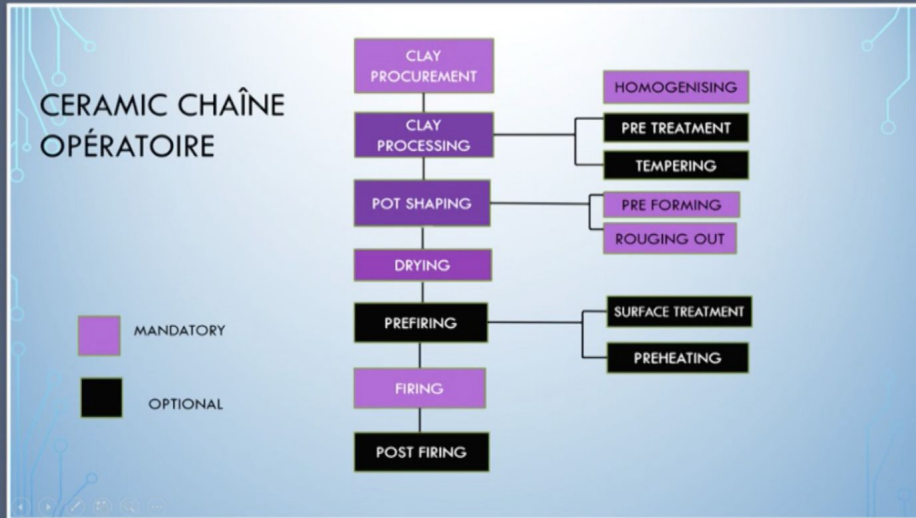 CERAMIC CHAÎNE
OPÉRATOIRE
CLAY
PROCUREMENT
CLAY
PROCESSING
POT SHAPING
DRYING
PREFIRING
FIRING
POST FIRING
HOMOGENISING
PRE TREATMENT
TEMPERING
PRE FORMING
ROUGING OUT
SURFACE TREATMENT
PREHEATING
MANDATORY
OPTIONAL